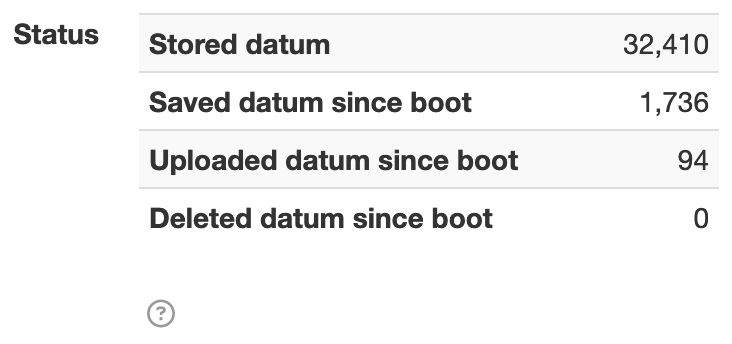 Status
Stored datum 32,410
Saved datum since boot 1,736
Uploaded datum since boot 94
Deleted datum since boot 0
?